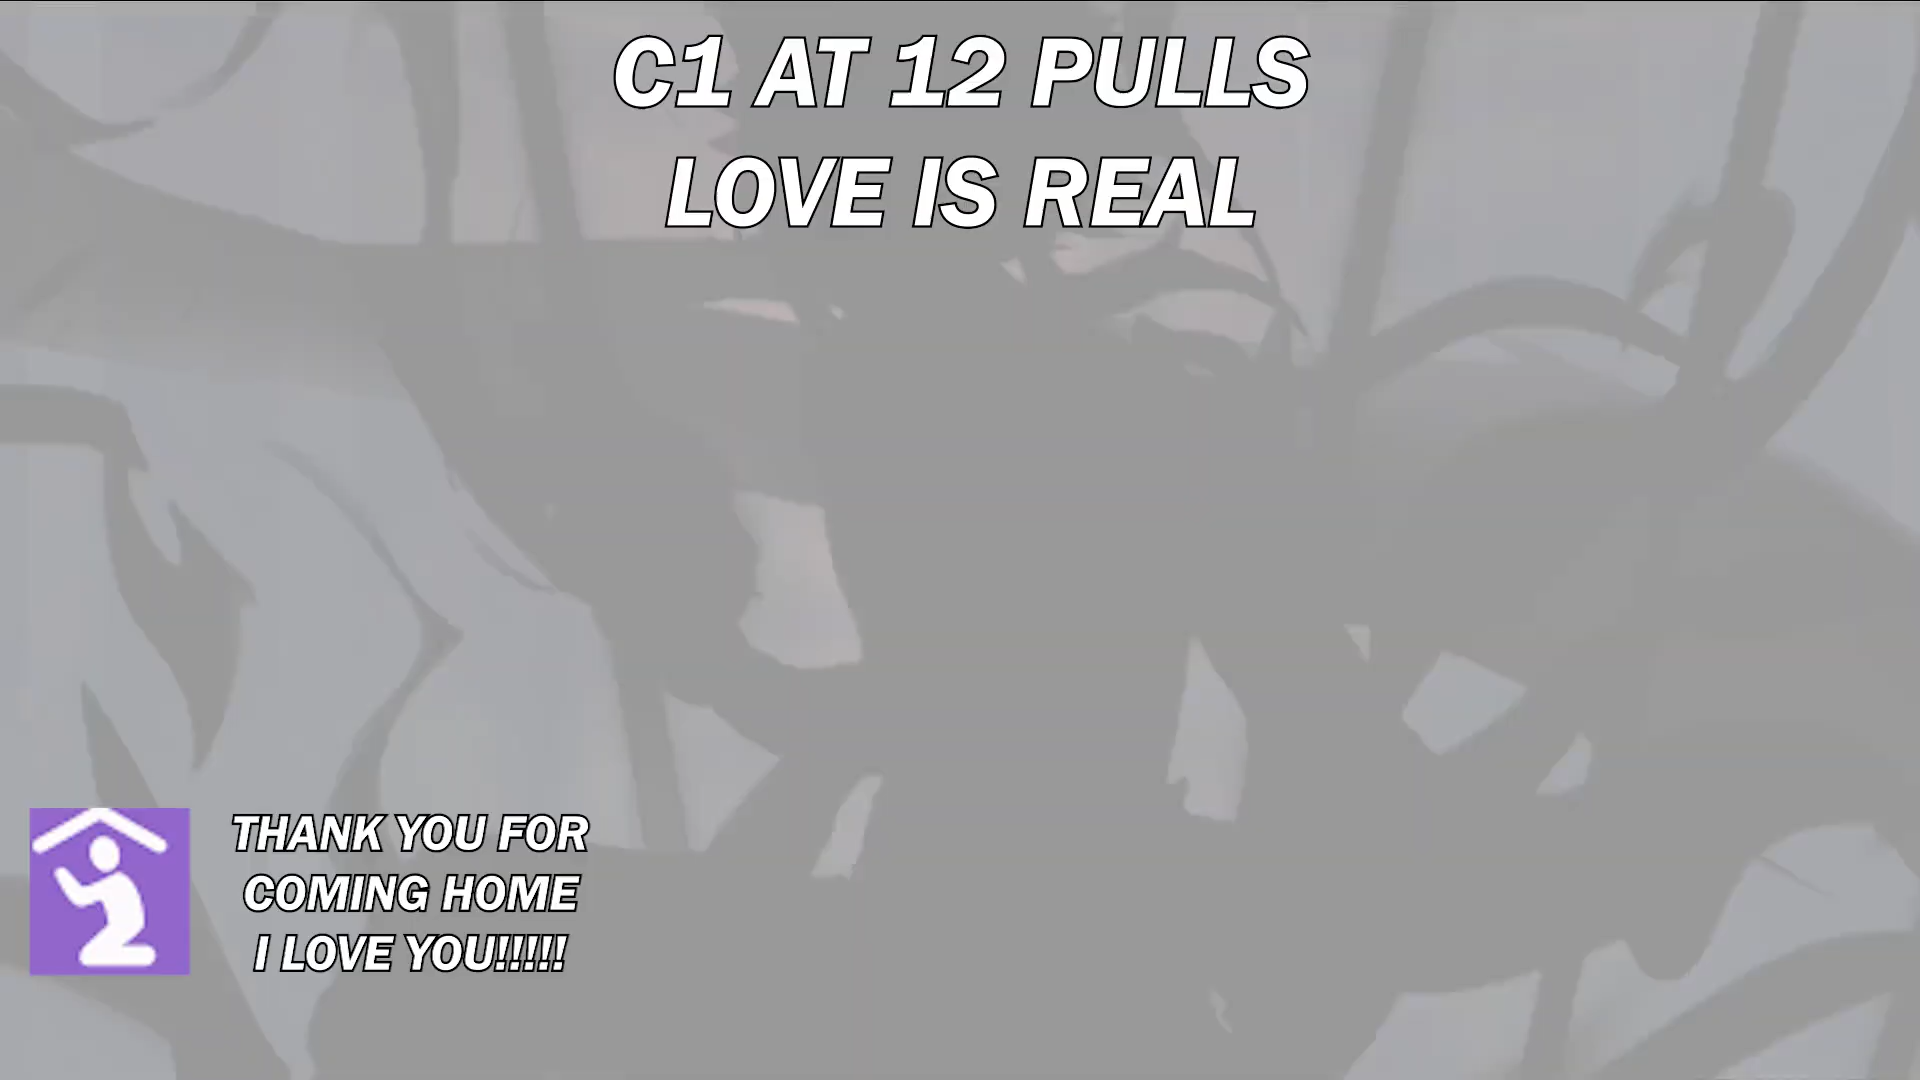 C1 AT 12 PULLS
LOVE IS REAL
THANK YOU FOR
COMING HOME
I LOVE YOU!!!!!